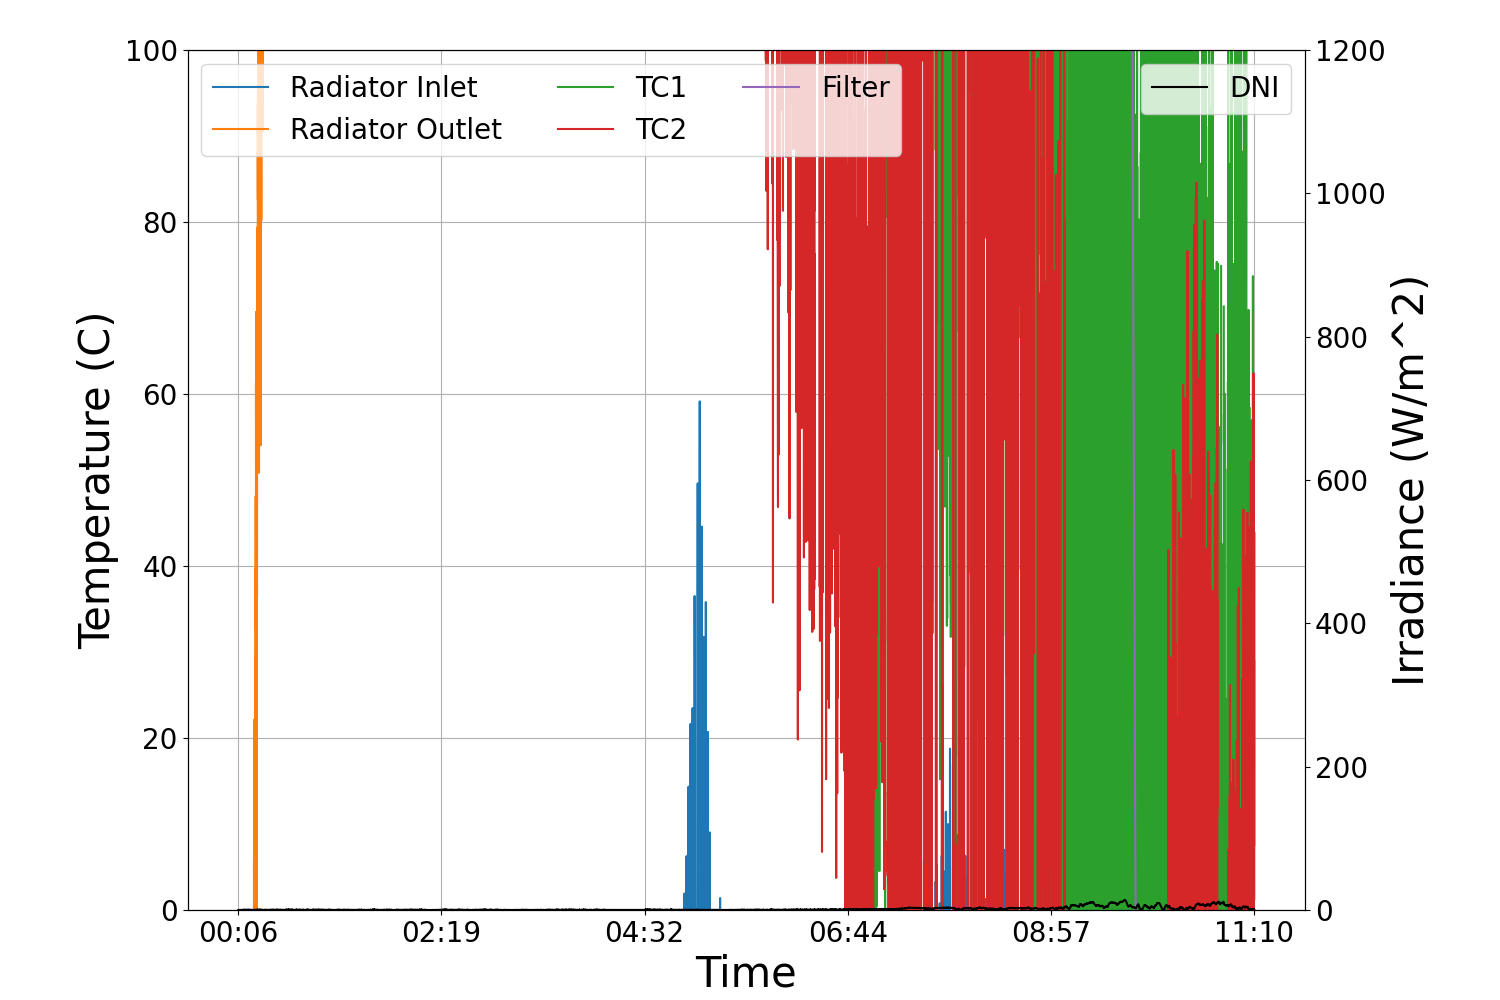 100
80
60
40
20
0
Temperature (C)
Radiator Inlet
Radiator Outlet
TC1
TC2
Filter
DNI
1200
1000
800
600
400
200
0
Irradiance (W/m^2)
00:06
02:19
04:32
06:44
08:57
11:10
Time